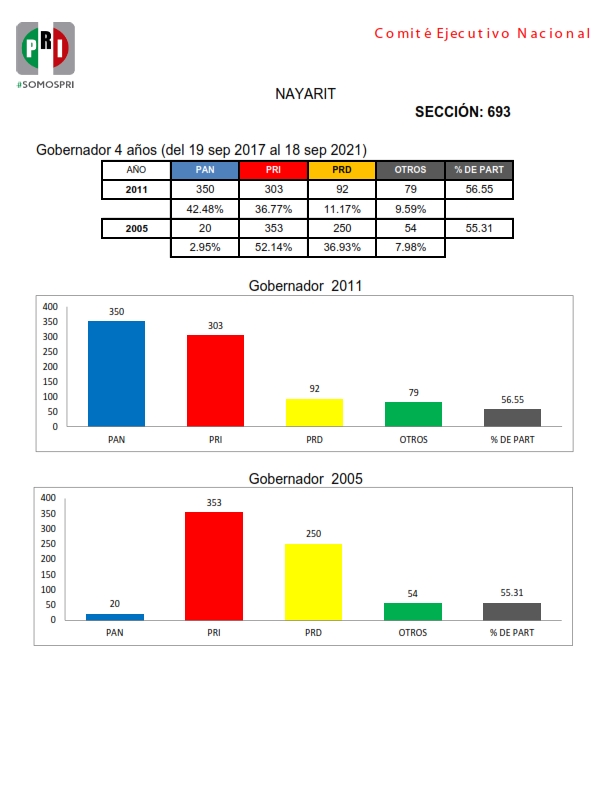 Comité Ejecutivo Nacional
PRI
#SOMOSPRI
NAYARIT
SECCIÓN: 693
Gobernador 4 años (del 19 sep 2017 al 18 sep 2021)
AÑO PAN PRI PRD OTROS % DE PART
2011 350 303 92 79 56.55
42.48% 36.77% 11.17% 9.59%
2005 20 353 250 54 55.31
2.95% 52.14% 36.93% 7.98%
Gobernador 2011
400
350
300
250
200
150
100
50
0
350 303 92 79 56.55
PAN PRI PRD OTROS % DE PART
Gobernador 2005
400
350
300
250
200
150
100
50
0
20 353 250 54 55.31
PAN PRI PRD OTROS % DE PART